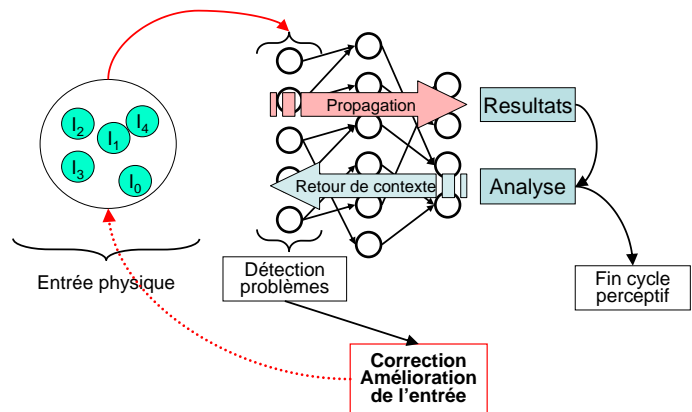 I2
I4
I1
I3
I0
Entrée physique
Propagation
Resultats
Retour de contexte
Analyse
Détection
problèmes
Fin cycle
perceptif
Correction
Amélioration
de l'entrée